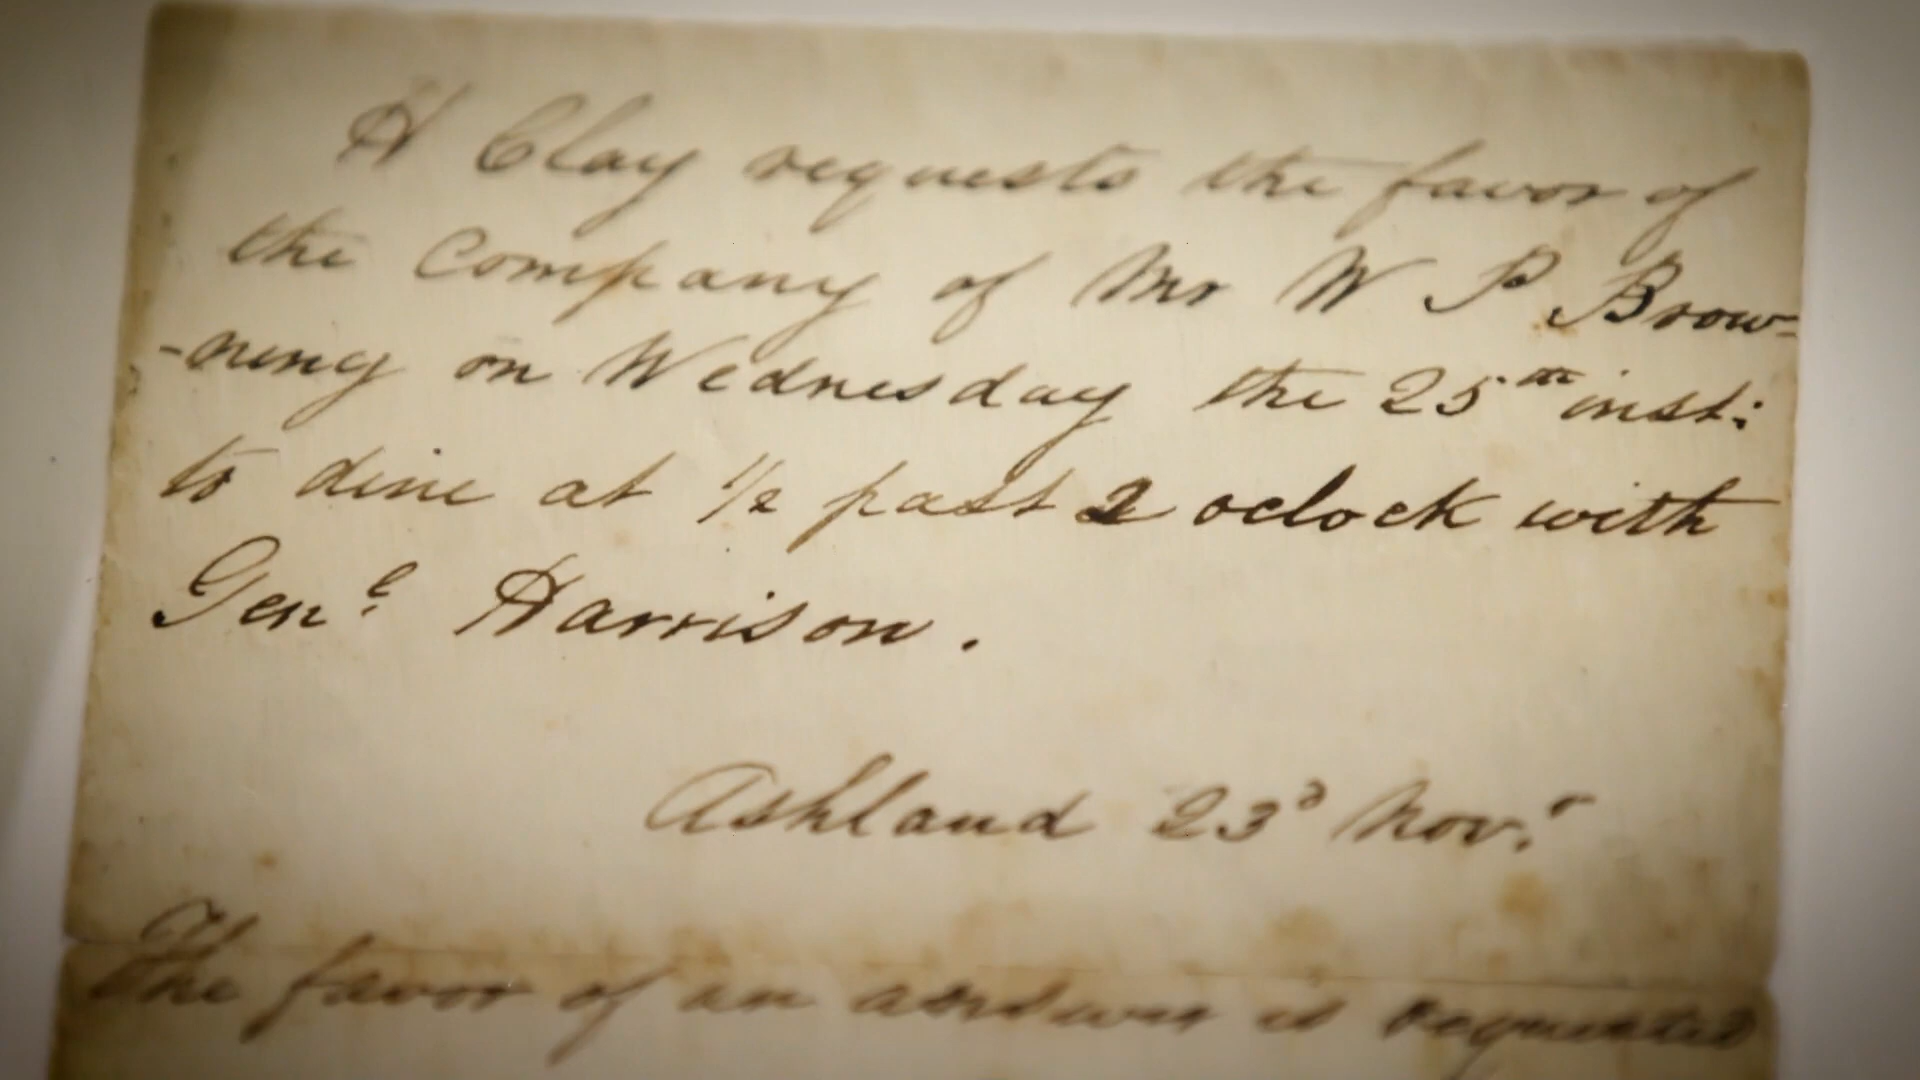 H Clay requests the favor of
the Company of Mr W P Brow-
-ning on Wednesday the 25th inst:
to dine at 1/2 past 2 oclock with
Genl Harrison.
Ashland 23d Novr
The favor of an answer is requested